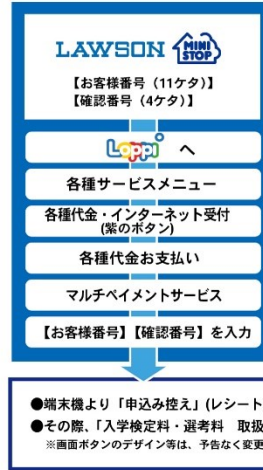 LAWSON MINI STOP
【お客様番号（11ケタ）】
【確認番号（4ケタ）】
Loppi へ
各種サービスメニュー
各種代金・インターネット受付
(紫のボタン)
各種代金お支払い
マルチペイメントサービス
【お客様番号】【確認番号】を入力
●端末機より「申込み控え」(レシート
●その際、「入学検定料・選考料　取扱
※画面ボタンのデザイン等は、予告なく変更